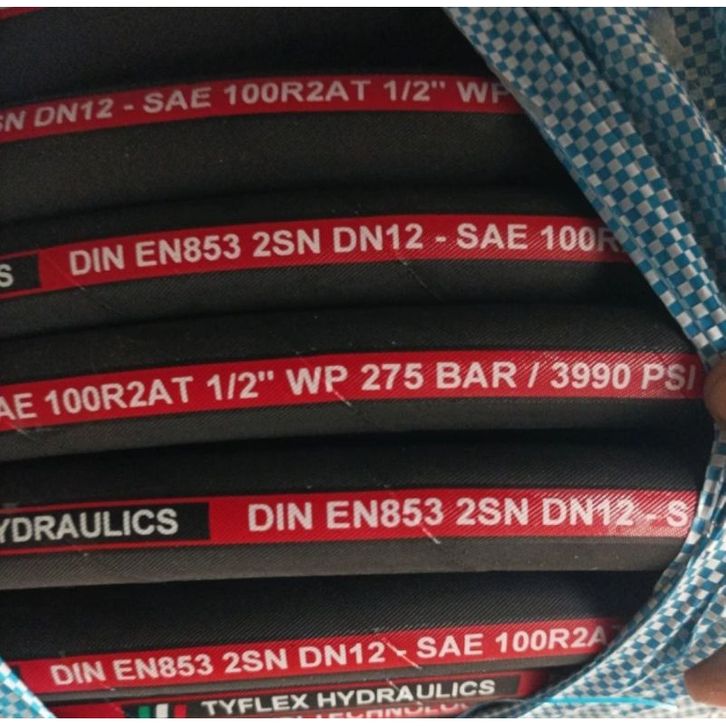 SN DN12 - SAE 100R2AT 1/2" WP
S DIN EN853 2SN DN12 - SAE 100R
AE 100R2AT 1/2" WP 275 BAR / 3990 PSI
YDRAULICS DIN EN853 2SN DN12 - S
DIN EN853 2SN DN12 - SAE 100R2A
TYFLEX HYDRAULICS